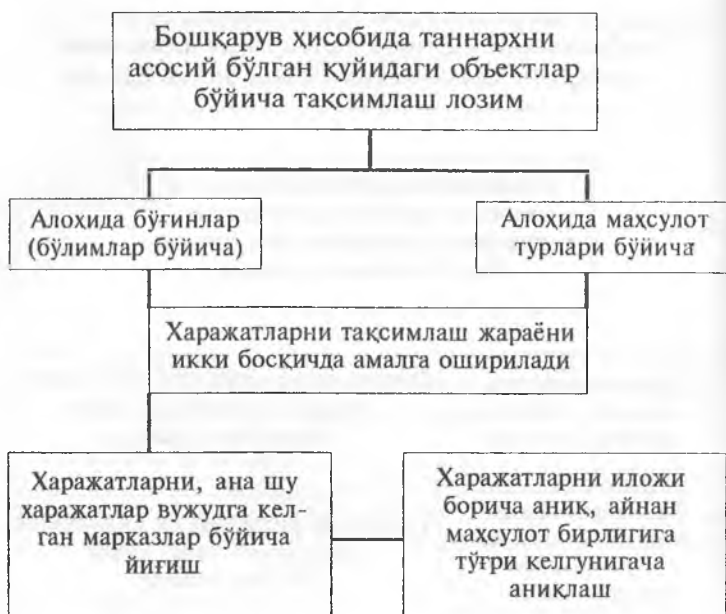 Бошқарув ҳисобида таннархни
асосий бўлган қуйидаги объектлар
бўйича тақсимлаш лозим
Алоҳида бўғинлар
(бўлимлар бўйича)
Алоҳида маҳсулот
турлари бўйича
Харажатларни тақсимлаш жараёни
икки босқичда амалга оширилади
Харажатларни, ана шу
харажатлар вужудга кел-
ган марказлар бўйича
йиғиш
Харажатларни иложи
борича аниқ, айнан
маҳсулот бирлигига
тўғри келгунигача
аниқлаш